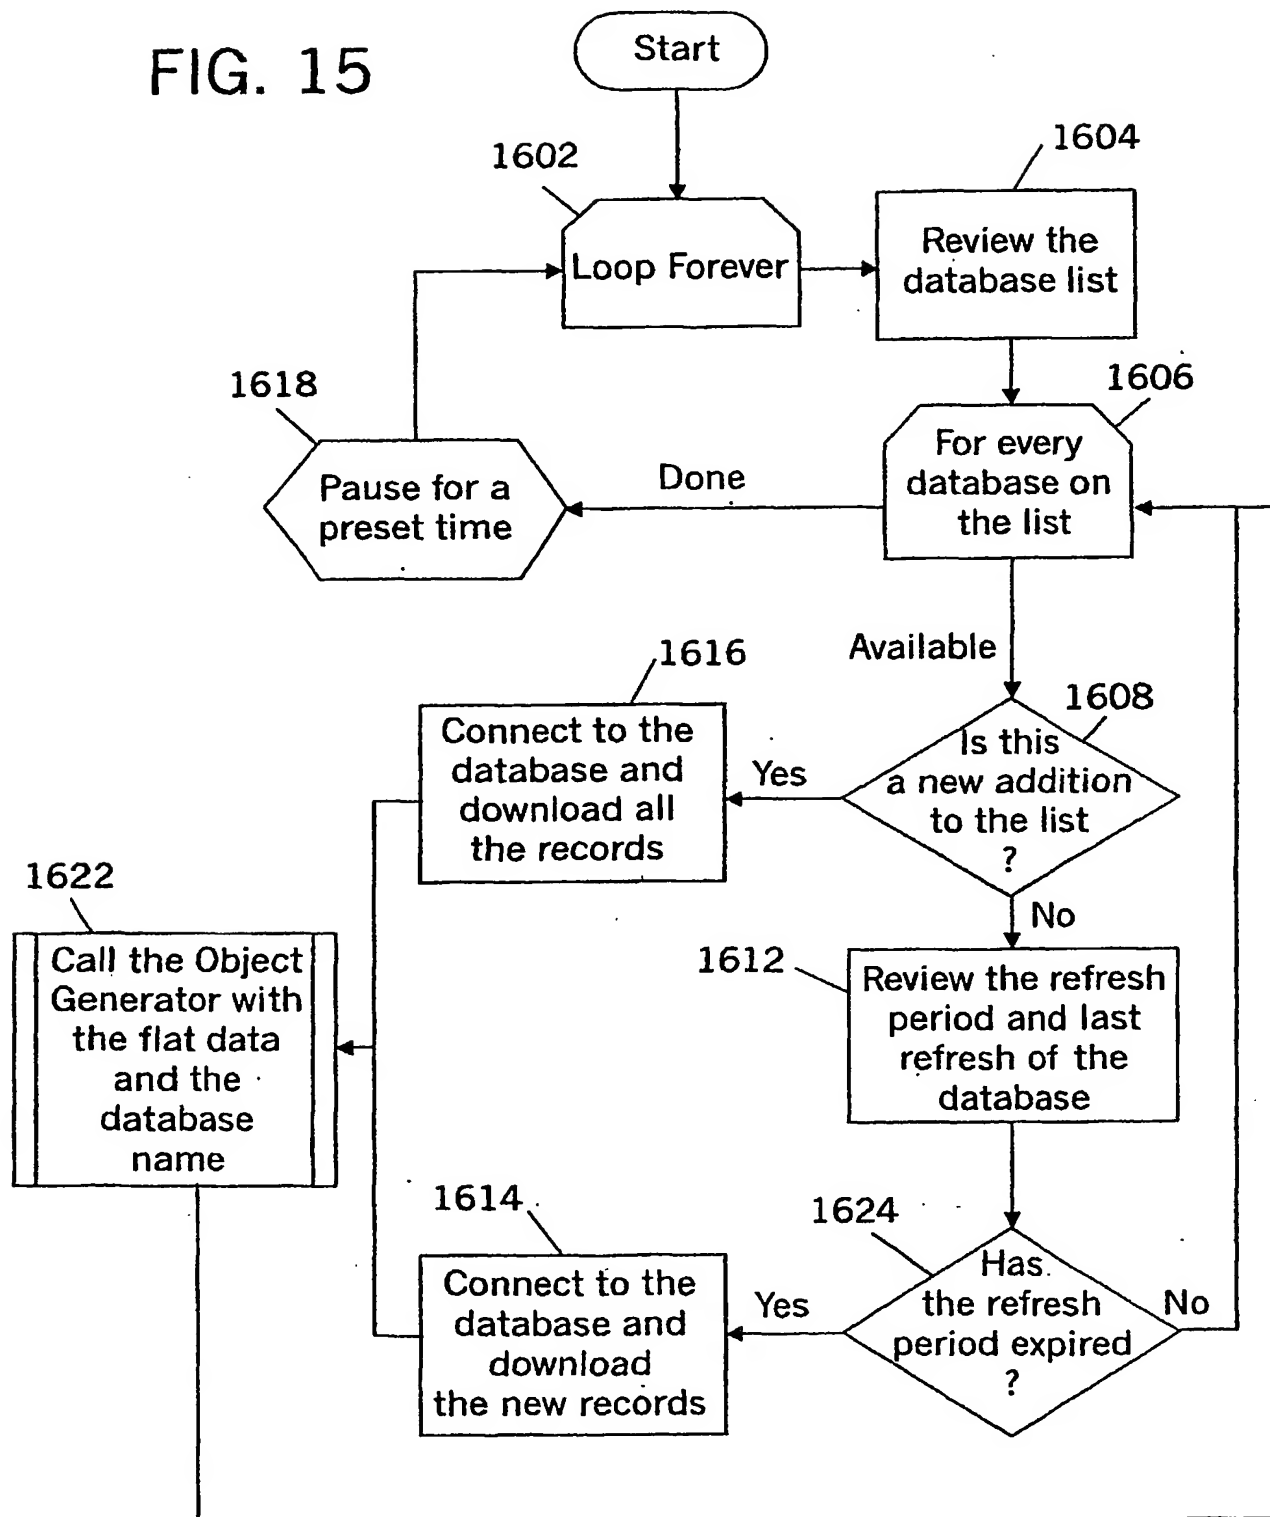 FIG. 15
Start
1602
Loop Forever
1604
Review the
database list
1606
For every
database on
the list
Done
1618
Pause for a
preset time
Available
1608
Is this
a new addition
to the list
?
Yes
1616
Connect to the
database and
download all
the records
No
1612
Review the refresh
period and last
refresh of the
database
1624
Has
the refresh
period expired
?
No
Yes
1614
Connect to the
database and
download
the new records
1622
Call the Object
Generator with
the flat data
and the
database
name